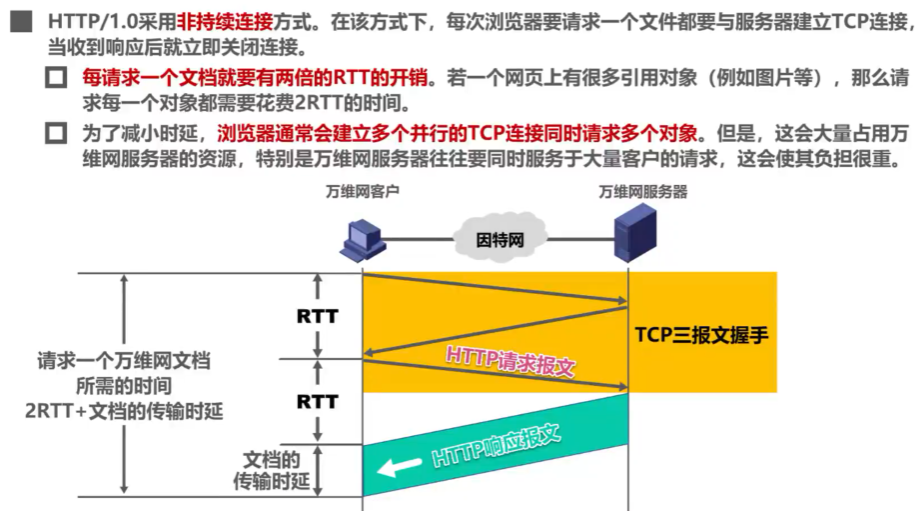 HTTP/1.0采用非持续连接方式。在该方式下，每次浏览器要请求一个文件都要与服务器建立TCP连接，
当收到响应后就立即关闭连接。
每请求一个文档就要有两倍的RTT的开销。若一个网页上有很多引用对象（例如图片等），那么请
求每一个对象都需要花费2RTT的时间。
为了减小时延，浏览器通常会建立多个并行的TCP连接同时请求多个对象。但是，这会大量占用万
维网服务器的资源，特别是万维网服务器往往要同时服务于大量客户的请求，这会使其负担很重。
万维网客户
万维网服务器
因特网
RTT
TCP三报文握手
HTTP请求报文
请求一个万维网文档
所需的时间
2RTT+文档的传输时延
RTT
HTTP响应报文
文档的
传输时延